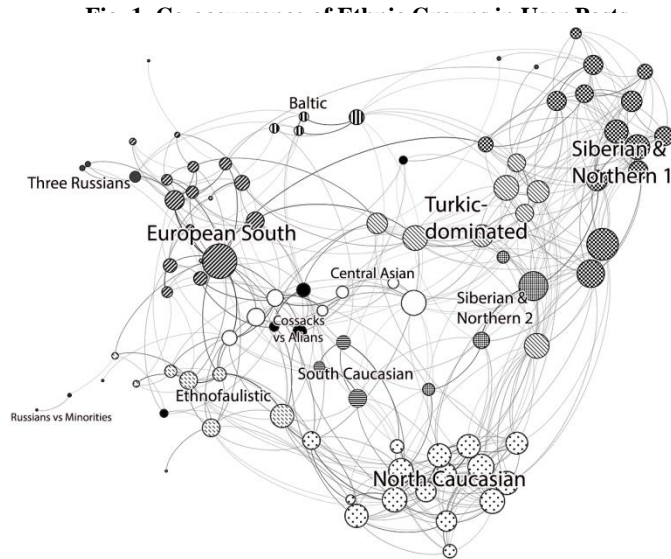 Fig. 1. Co-occurrence of Ethnic Groups in User Posts
Baltic
Siberian &
Northern 1
Three Russians
European South
Turkic-
dominated
Central Asian
Siberian &
Northern 2
Cossacks
vs Alians
South Caucasian
Ethnofaulistic
Russians vs Minorities
North Caucasian